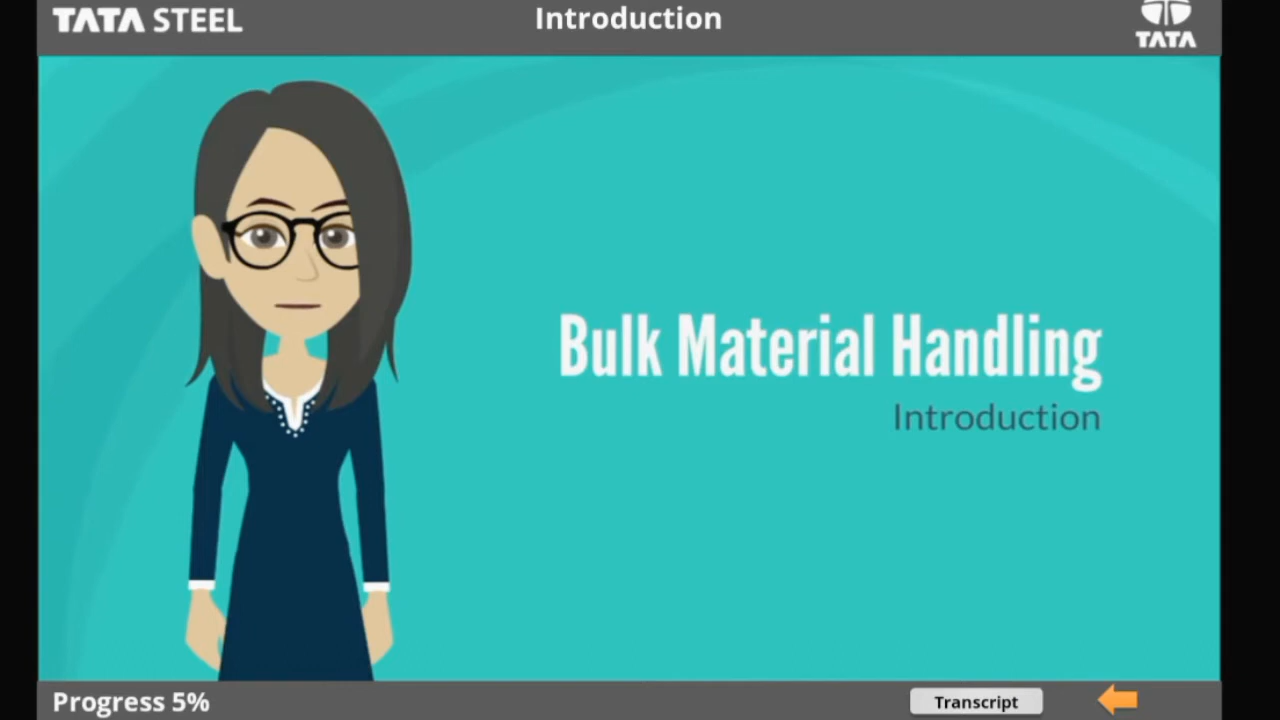 TATA STEEL
Introduction
TATA
Bulk Material Handling
Introduction
Progress 5%
Transcript